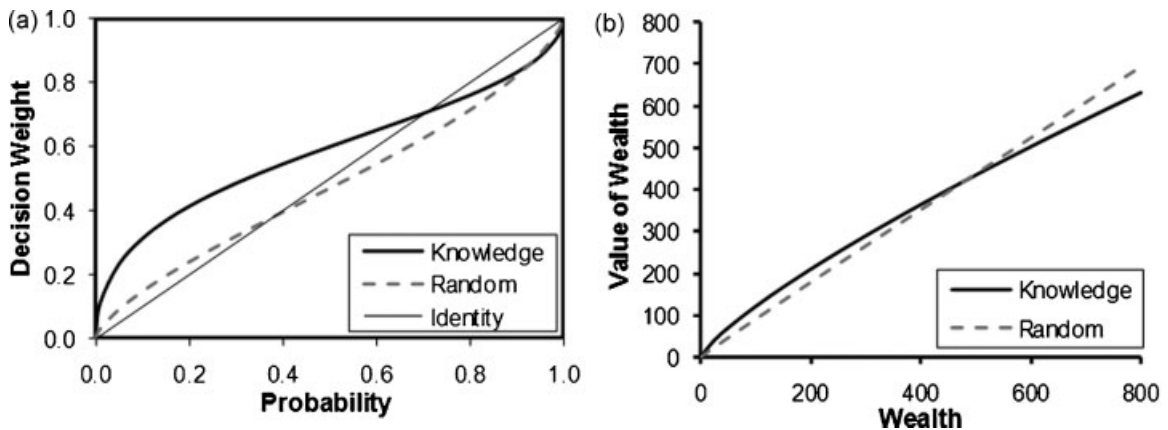 (a)
Decision Weight
1.0
0.8
0.6
0.4
0.2
0.0
Knowledge
Random
Identity
0.0 0.2 0.4 0.6 0.8 1.0
Probability
(b)
Value of Wealth
800
700
600
500
400
300
200
100
0
Knowledge
Random
0 200 400 600 800
Wealth